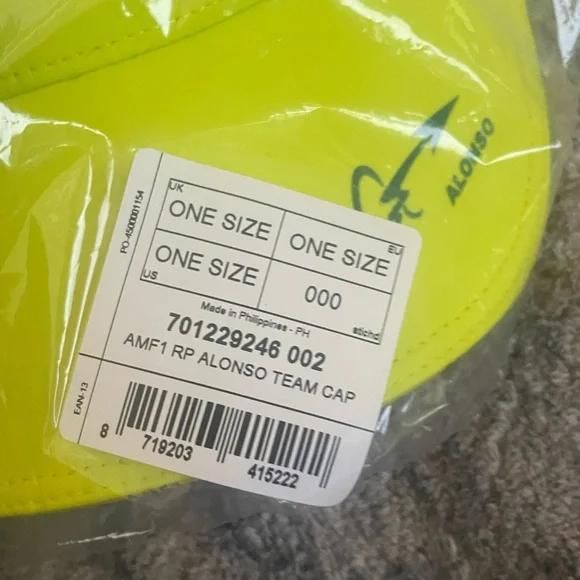 ALONSO
PO-4500001154
UK
ONE SIZE
ONE SIZE
EU
ONE SIZE
000
US
stichd
Made in Philippines - PH
701229246 002
AMF1 RP ALONSO TEAM CAP
EAN-13
8 719203 415222